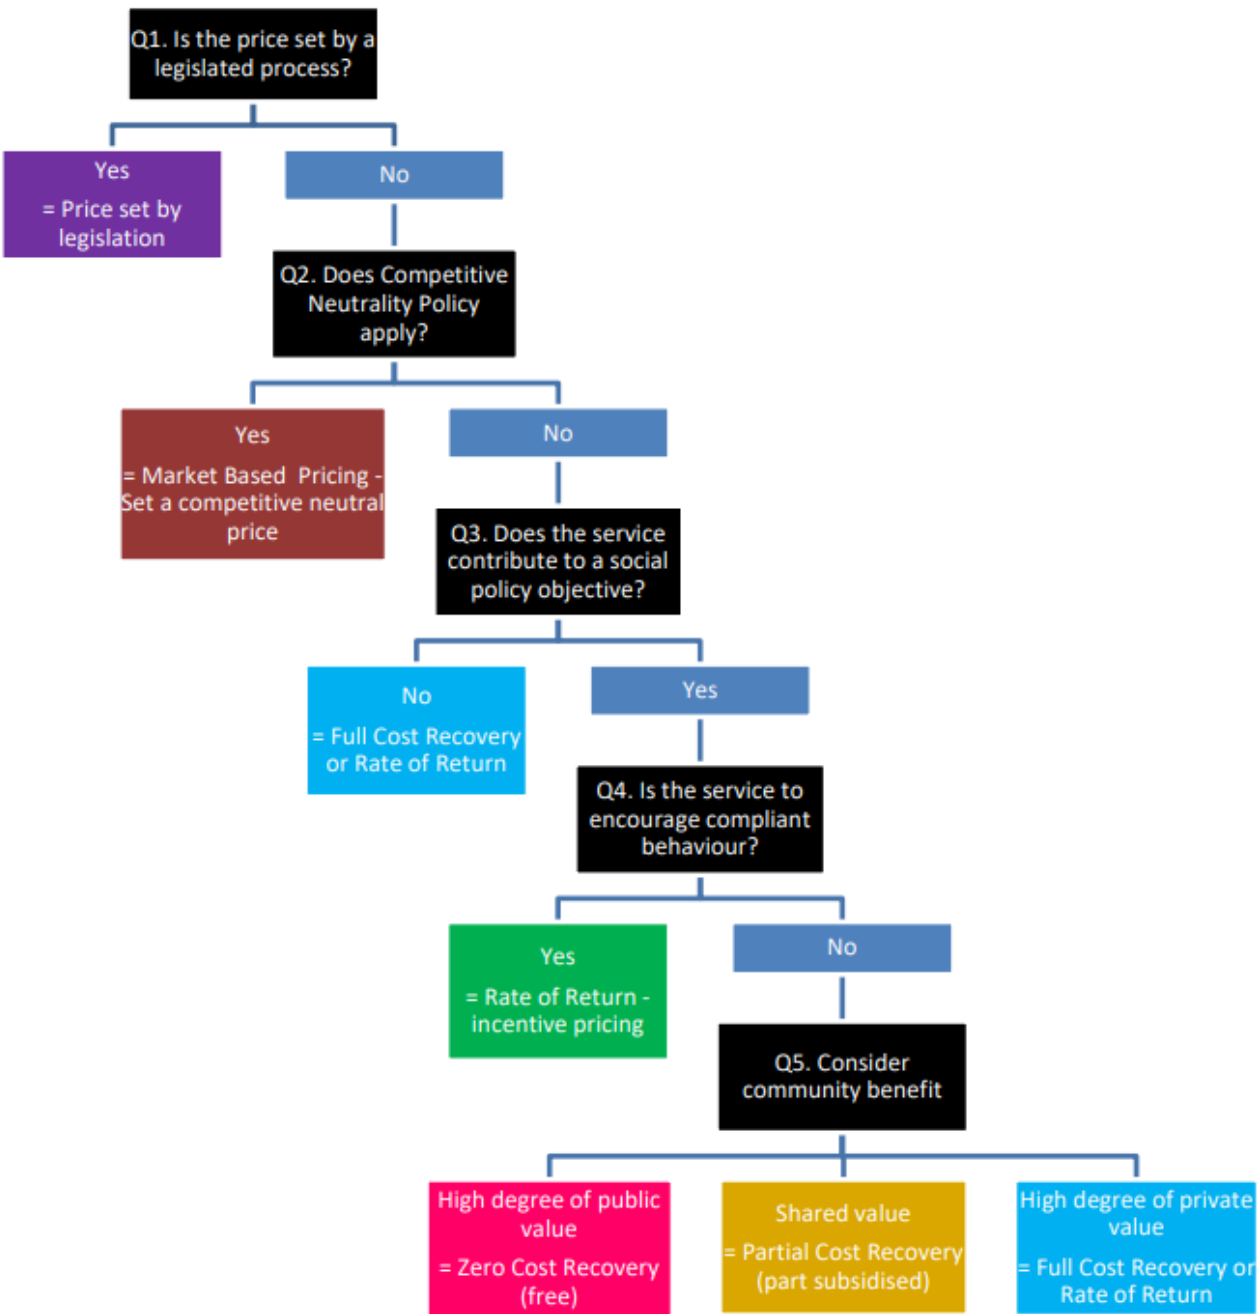 Q1. Is the price set by a
legislated process?
Yes
= Price set by
legislation
No
Q2. Does Competitive
Neutrality Policy
apply?
Yes
= Market Based  Pricing -
Set a competitive neutral
price
No
Q3. Does the service
contribute to a social
policy objective?
No
= Full Cost Recovery
or Rate of Return
Yes
Q4. Is the service to
encourage compliant
behaviour?
Yes
= Rate of Return -
incentive pricing
No
Q5. Consider
community benefit
High degree of public
value
= Zero Cost Recovery
(free)
Shared value
= Partial Cost Recovery
(part subsidised)
High degree of private
value
= Full Cost Recovery or
Rate of Return